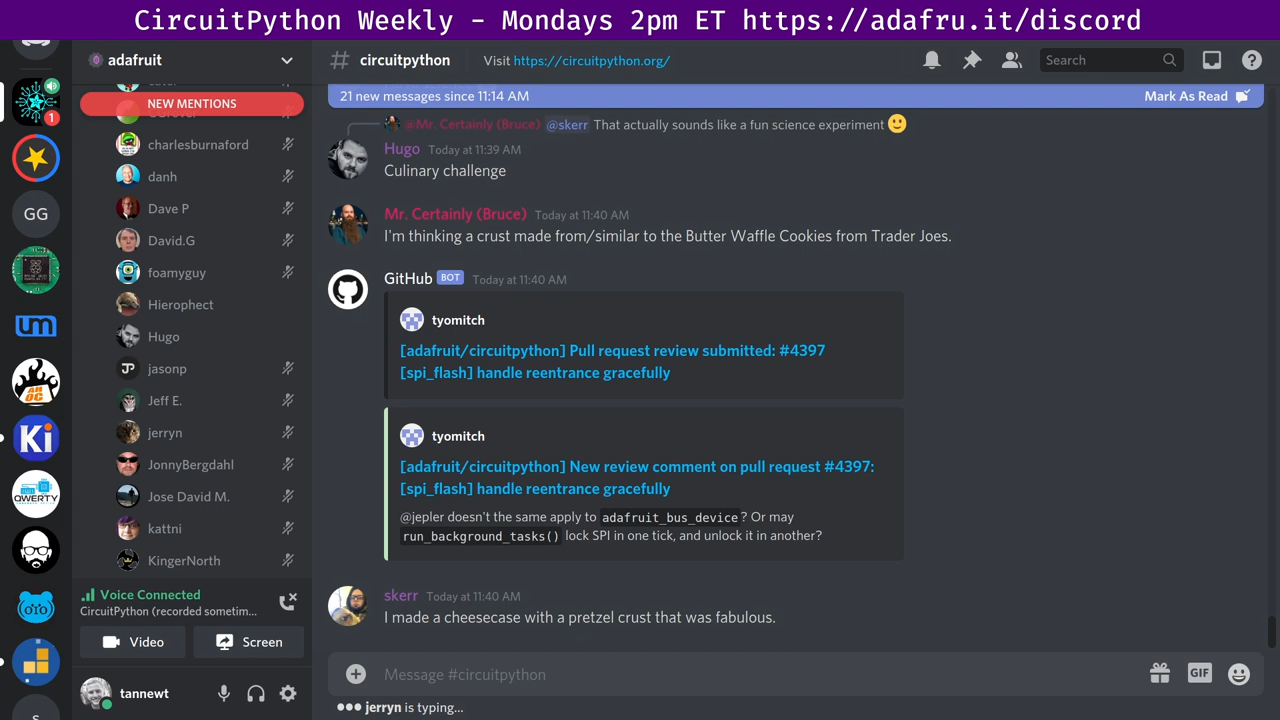 CircuitPython Weekly - Mondays 2pm ET https://adafru.it/discord
adafruit
circuitpython
Visit https://circuitpython.org/
Search
NEW MENTIONS
1
charlesburnaford
danh
Dave P
David.G
foamyguy
Hierophect
Hugo
jasonp
Jeff E.
jerryn
JonnyBergdahl
Jose David M.
kattni
KingerNorth
Voice Connected
CircuitPython (recorded sometim...
Video
Screen
tannewt
GG
Ki
QWERTY
21 new messages since 11:14 AM
Mark As Read
@Mr. Certainly (Bruce) @skerr That actually sounds like a fun science experiment
Hugo Today at 11:39 AM
Culinary challenge
Mr. Certainly (Bruce) Today at 11:40 AM
I'm thinking a crust made from/similar to the Butter Waffle Cookies from Trader Joes.
GitHub BOT Today at 11:40 AM
tyomitch
[adafruit/circuitpython] Pull request review submitted: #4397
[spi_flash] handle reentrance gracefully
tyomitch
[adafruit/circuitpython] New review comment on pull request #4397:
[spi_flash] handle reentrance gracefully
@jepler doesn't the same apply to adafruit_bus_device? Or may
run_background_tasks() lock SPI in one tick, and unlock it in another?
skerr Today at 11:40 AM
I made a cheesecase with a pretzel crust that was fabulous.
Message #circuitpython
GIF
jerryn is typing...